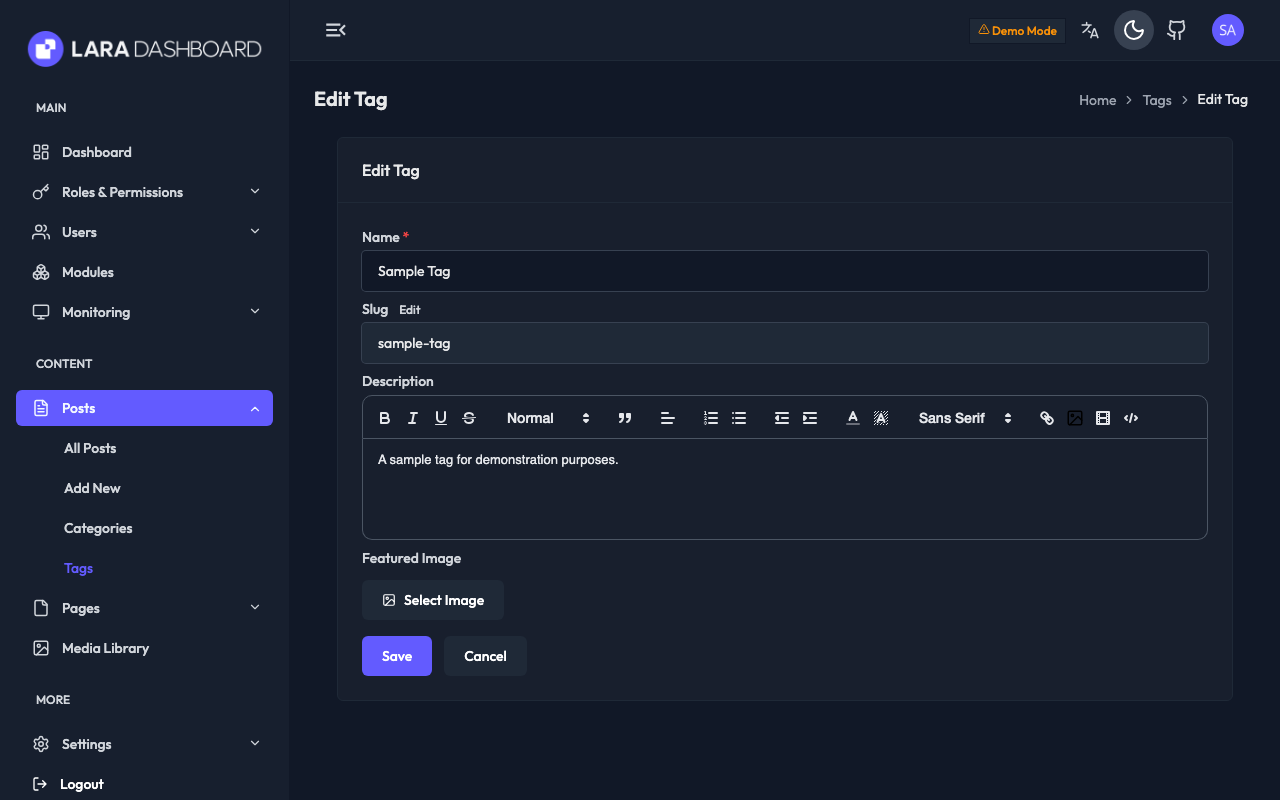 LARA DASHBOARD
Demo Mode
SA
MAIN
Dashboard
Roles & Permissions
Users
Modules
Monitoring
CONTENT
Posts
All Posts
Add New
Categories
Tags
Pages
Media Library
MORE
Settings
Logout
Edit Tag
Home > Tags > Edit Tag
Edit Tag
Name *
Sample Tag
Slug Edit
sample-tag
Description
Normal Sans Serif
A sample tag for demonstration purposes.
Featured Image
Select Image
Save Cancel